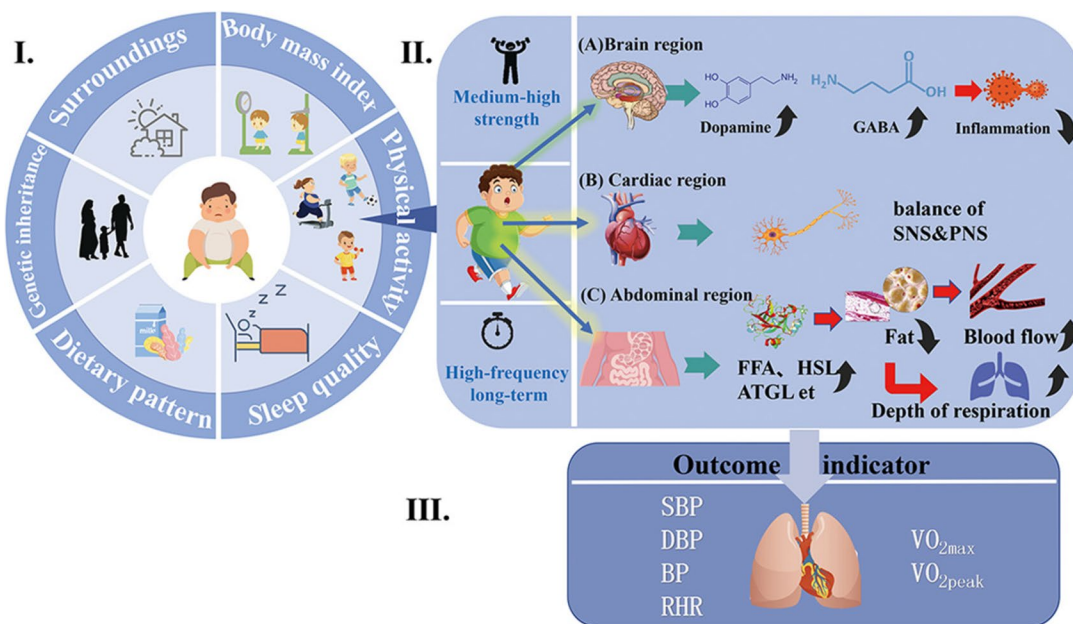 I.
Surroundings
Body mass index
Physical activity
Sleep quality
Dietary pattern
Genetic inheritance
milk
z z z
II.
Medium-high
strength
High-frequency
long-term
(A)Brain region
HO
HO
NH₂
Dopamine
H₂N
O
OH
GABA
Inflammation
(B) Cardiac region
balance of
SNS&PNS
(C) Abdominal region
FFA、HSL
ATGL et
Fat
Blood flow
Depth of respiration
III.
Outcome indicator
SBP
DBP
BP
RHR
VO₂max
VO₂peak